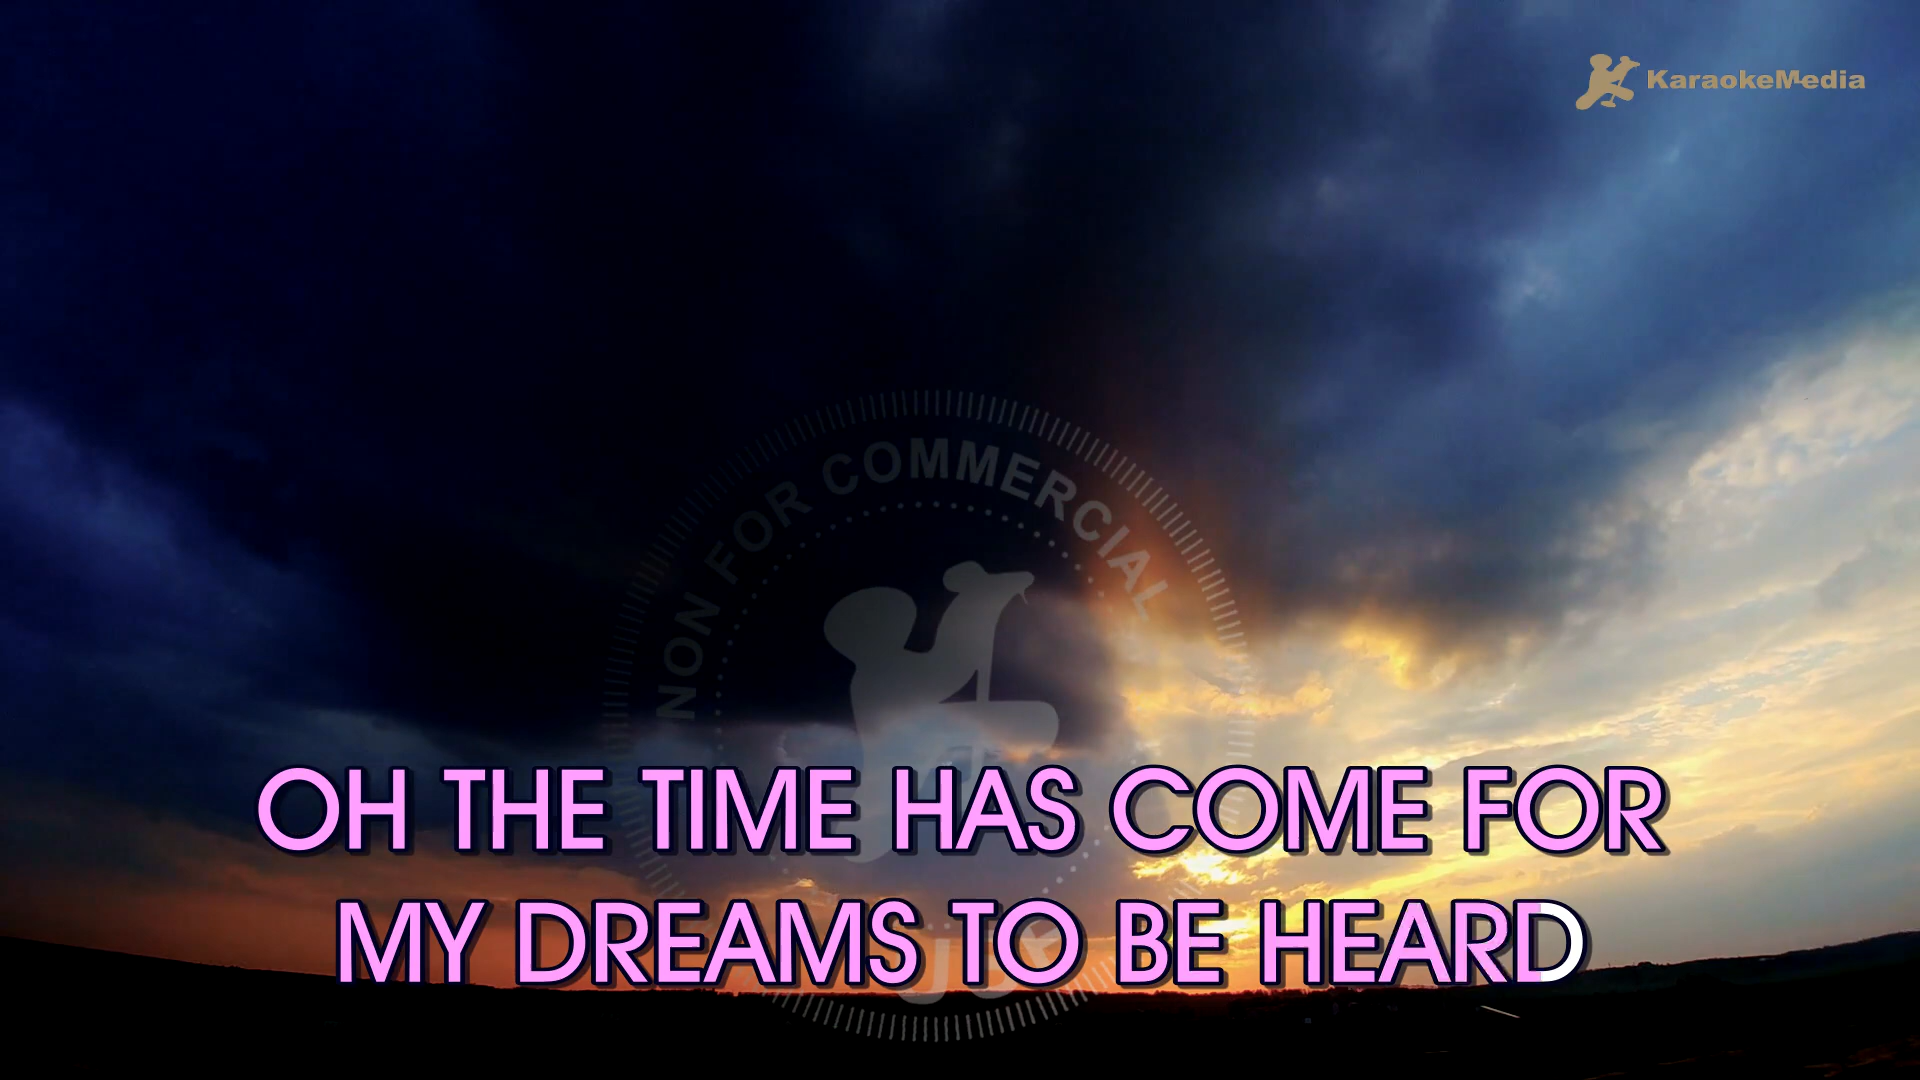 KaraokeMedia
NON FOR COMMERCIAL
OH THE TIME HAS COME FOR
MY DREAMS TO BE HEARD